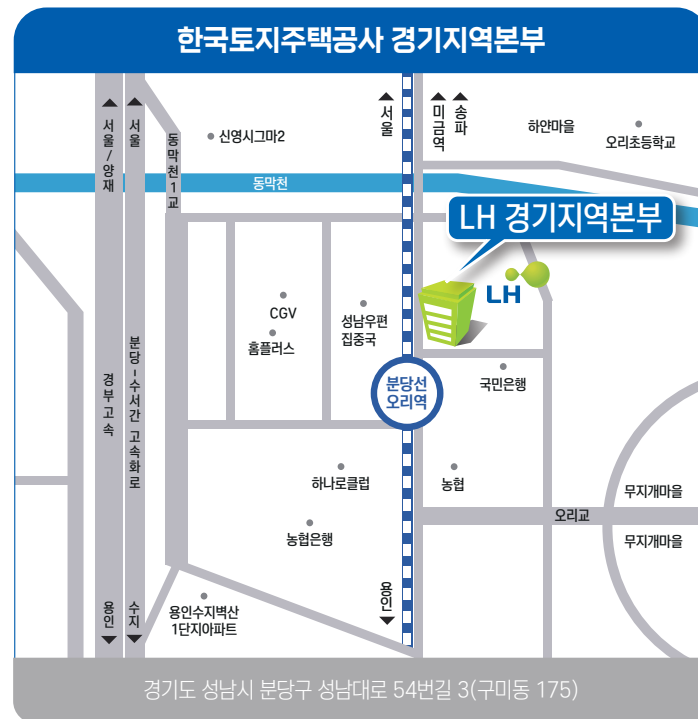 한국토지주택공사 경기지역본부
서울/양재
서울
동막천1교
신영시그마2
서울
미금역
송파
하얀마을
오리초등학교
동막천
LH 경기지역본부
LH
CGV
홈플러스
성남우편
집중국
국민은행
분당선
오리역
경부고속
분당-수서간 고속화로
하나로클럽
농협
농협은행
무지개마을
오리교
무지개마을
용인
수지
용인수지벽산
1단지아파트
용인
경기도 성남시 분당구 성남대로 54번길 3(구미동 175)